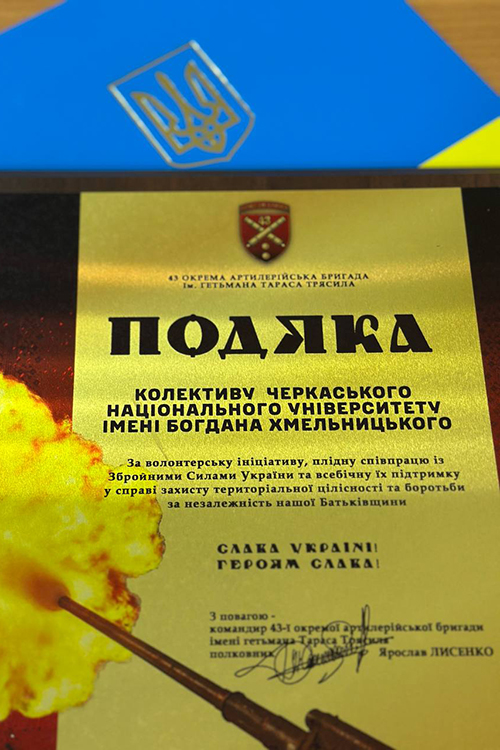 43
43 ОКРЕМА АРТИЛЕРІЙСЬКА БРИГАДА
ІМ. ГЕТЬМАНА ТАРАСА ТРЯСИЛА
ПОДЯКА
КОЛЕКТИВУ ЧЕРКАСЬКОГО
НАЦІОНАЛЬНОГО УНІВЕРСИТЕТУ
ІМЕНІ БОГДАНА ХМЕЛЬНИЦЬКОГО
За волонтерську ініціативу, плідну співпрацю із
Збройними Силами України та всебічну їх підтримку
у справі захисту територіальної цілісності та боротьби
за незалежність нашої Батьківщини
СЛАВА УКРАЇНІ!
ГЕРОЯМ СЛАВА!
З повагою -
командир 43-ї окремої артилерійської бригади
імені гетьмана Тараса Трясила"
полковник Ярослав ЛИСЕНКО